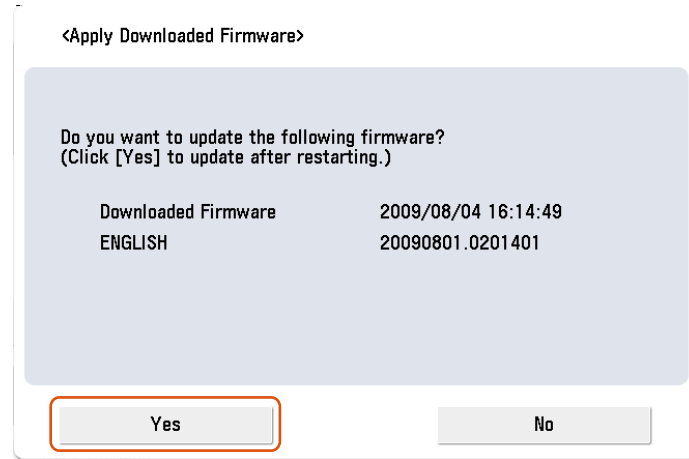 <Apply Downloaded Firmware>
Do you want to update the following firmware?
(Click [Yes] to update after restarting.)
Downloaded Firmware 2009/08/04 16:14:49
ENGLISH 20090801.0201401
Yes No